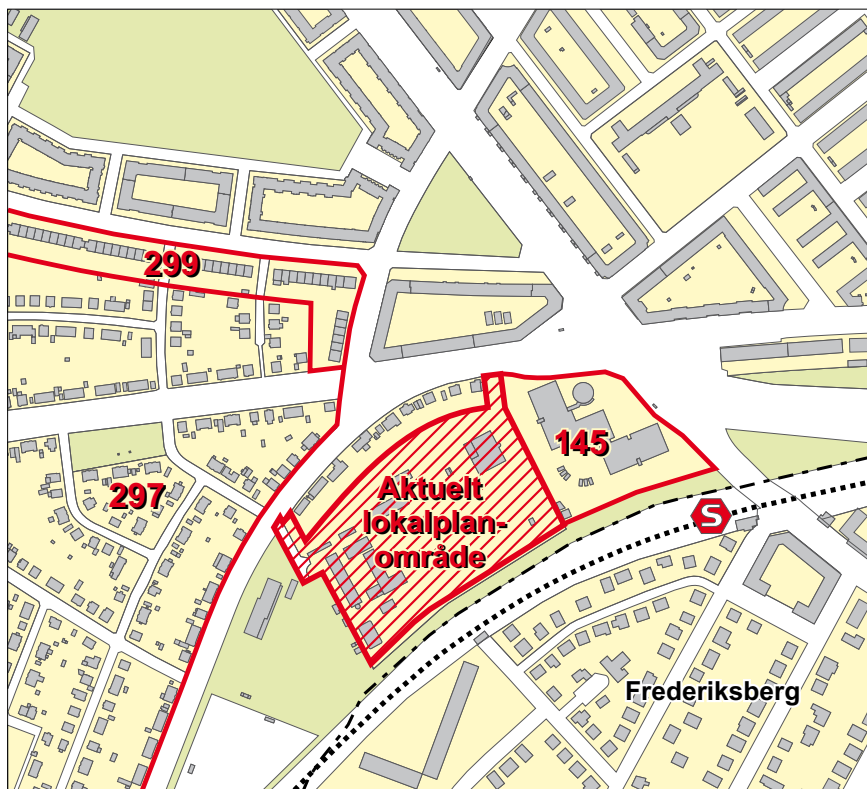 299
145
297
Aktuelt
lokalplan-
område
S
Frederiksberg